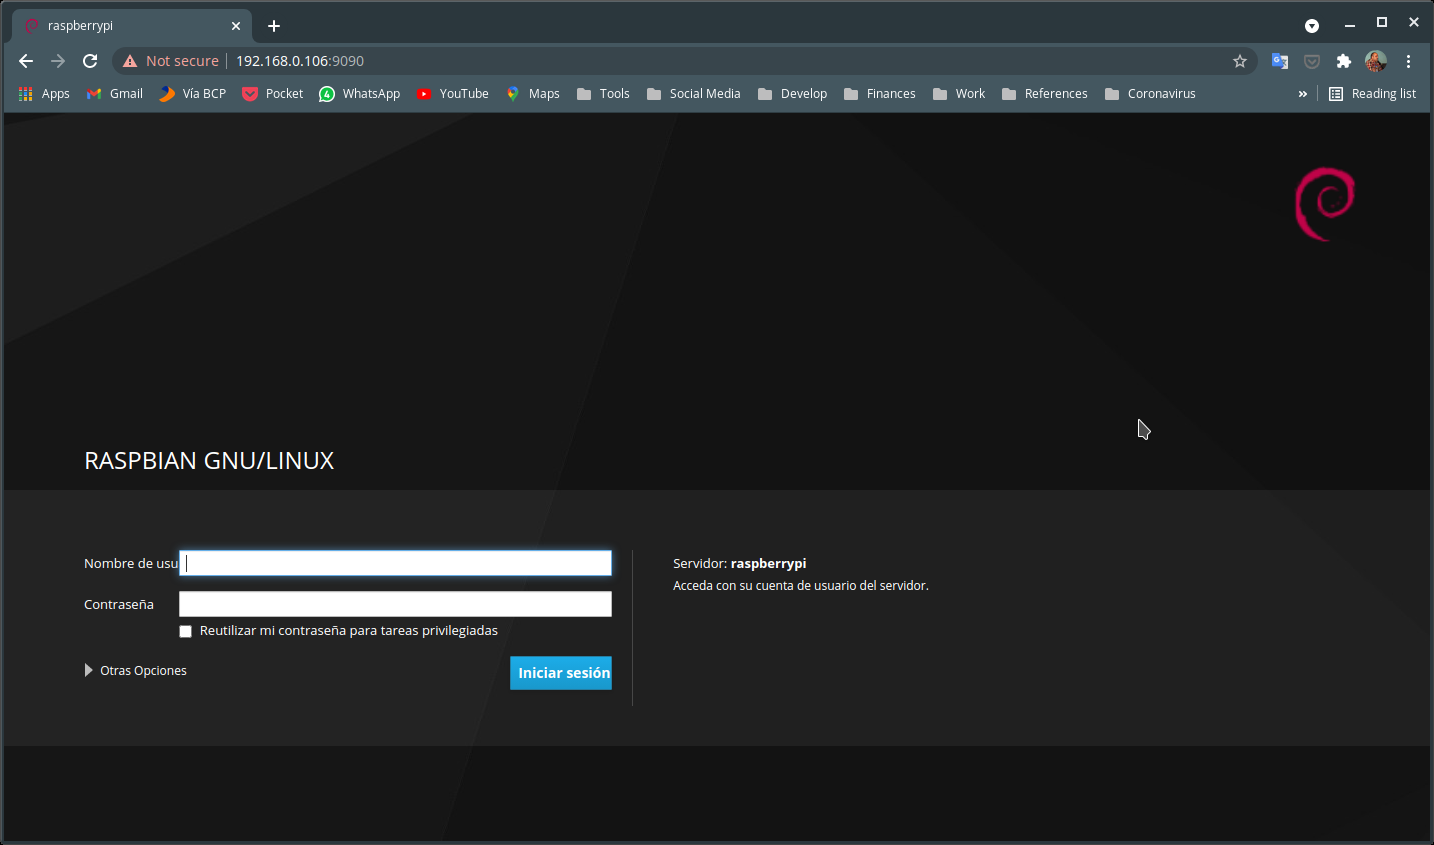 raspberrypi
Not secure 192.168.0.106:9090
Apps Gmail Vía BCP Pocket 4 WhatsApp YouTube Maps Tools Social Media Develop Finances Work References Coronavirus » Reading list
RASPBIAN GNU/LINUX
Nombre de usu
Contraseña
Reutilizar mi contraseña para tareas privilegiadas
Otras Opciones
Iniciar sesión
Servidor: raspberrypi
Acceda con su cuenta de usuario del servidor.